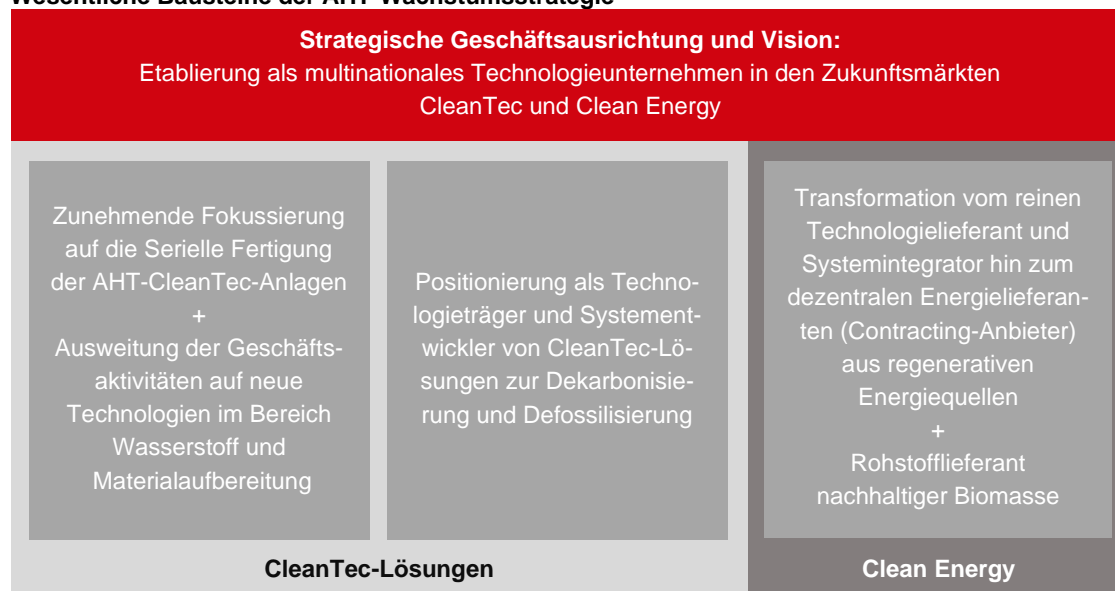 Wesentliche Bausteine der AHT-Wachstumsstrategie
Strategische Geschäftsausrichtung und Vision:
Etablierung als multinationales Technologieunternehmen in den Zukunftsmärkten
CleanTec und Clean Energy
Zunehmende Fokussierung
auf die Serielle Fertigung
der AHT-CleanTec-Anlagen
+
Ausweitung der Geschäfts-
aktivitäten auf neue
Technologien im Bereich
Wasserstoff und
Materialaufbereitung
Positionierung als Techno-
logieträger und Systement-
wickler von CleanTec-Lö-
sungen zur Dekarbonisie-
rung und Defossilisierung
Transformation vom reinen
Technologielieferant und
Systemintegrator hin zum
dezentralen Energielieferan-
ten (Contracting-Anbieter)
aus regenerativen
Energiequellen
+
Rohstofflieferant
nachhaltiger Biomasse
CleanTec-Lösungen
Clean Energy